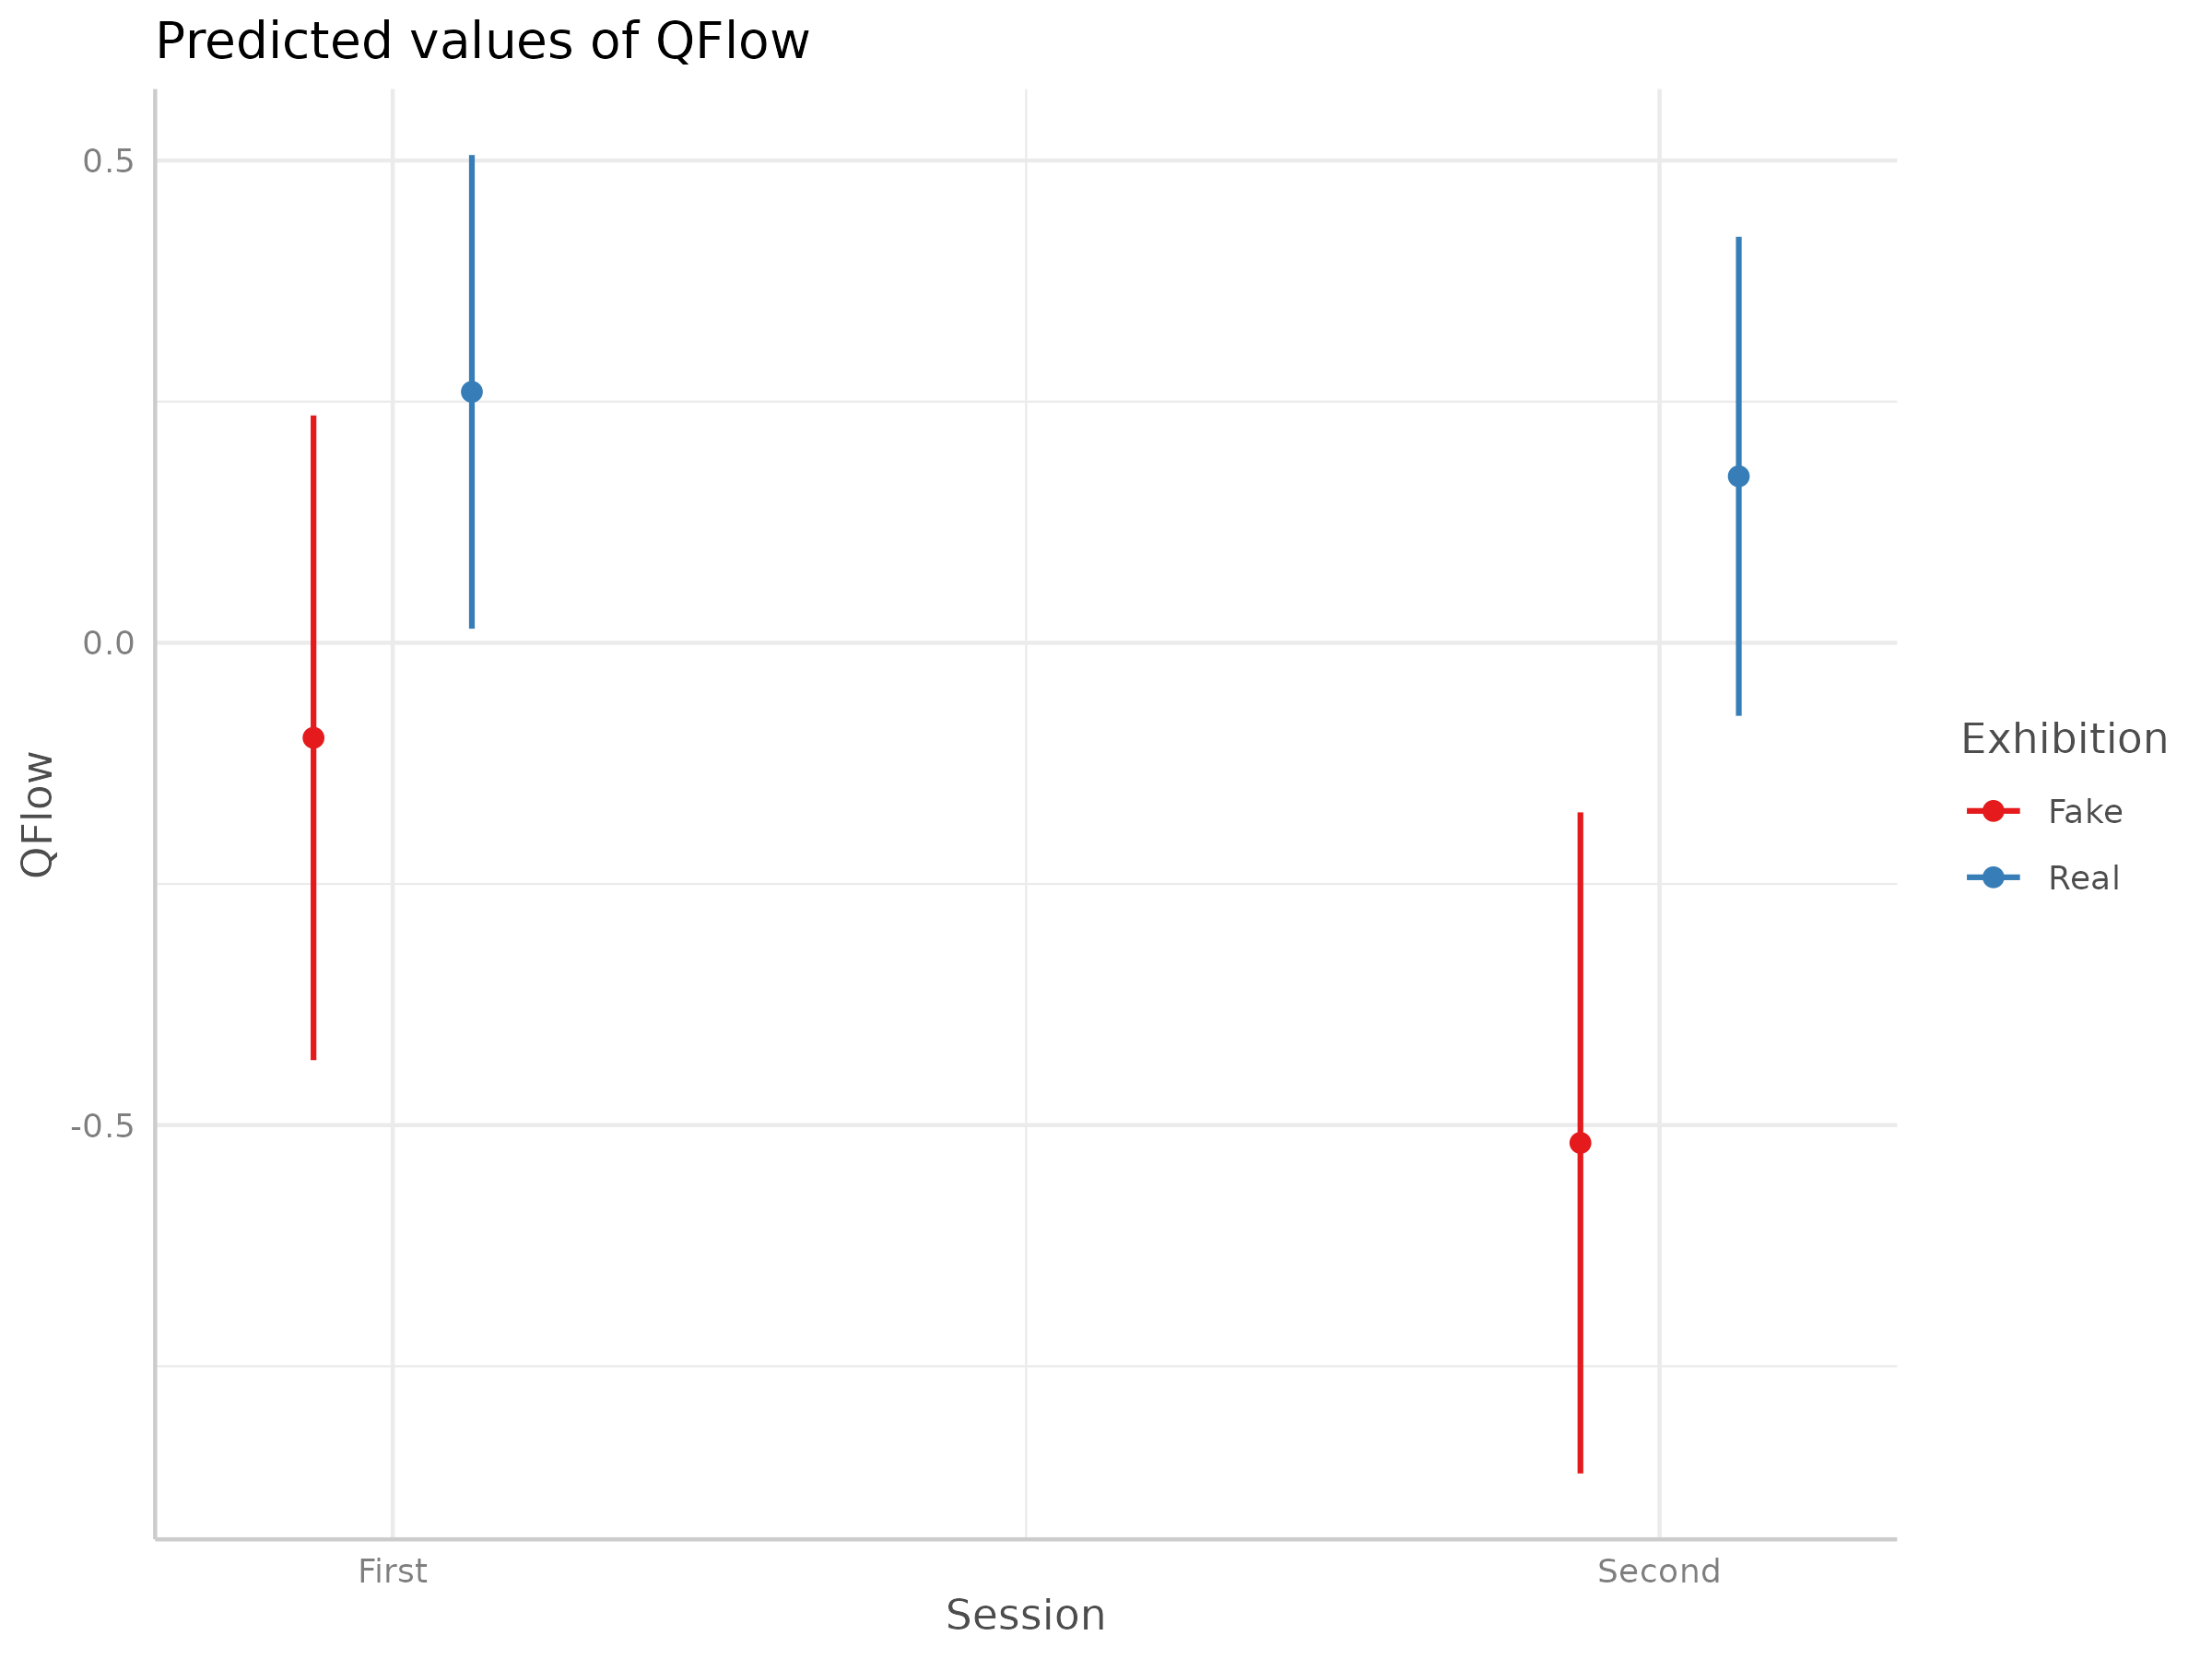 Predicted values of QFlow
0.5
0.0
-0.5
QFlow
First
Second
Session
Exhibition
Fake
Real